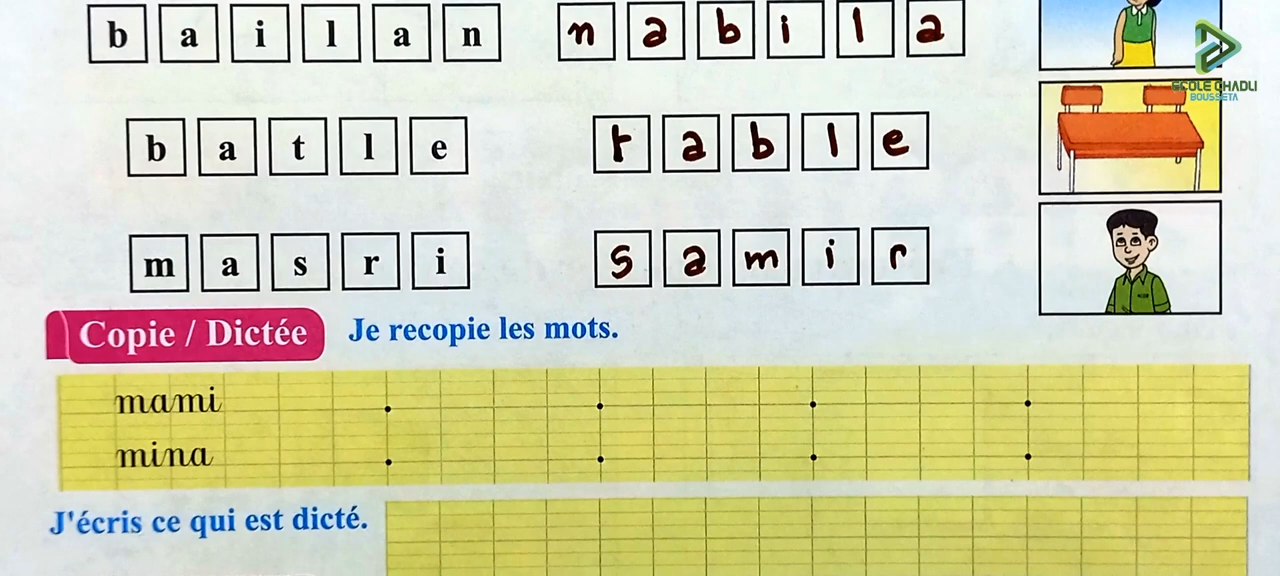 b a i l a n n a b i l a
ECOLE CHADLI
BOUSSETA
b a t l e t a b l e
m a s r i s a m i r
Copie / Dictée Je recopie les mots.
mami
mina
J'écris ce qui est dicté.